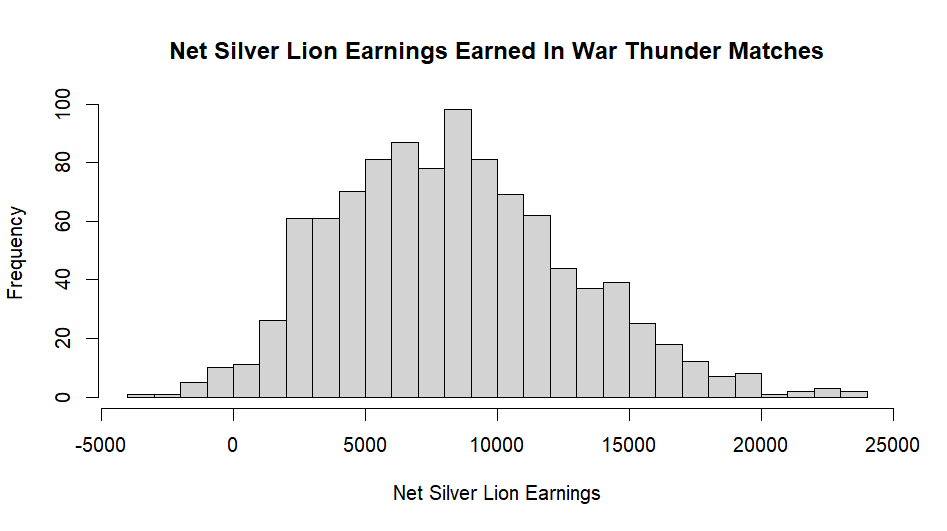 Net Silver Lion Earnings Earned In War Thunder Matches
Frequency
100
80
60
40
20
0
-5000 0 5000 10000 15000 20000 25000
Net Silver Lion Earnings